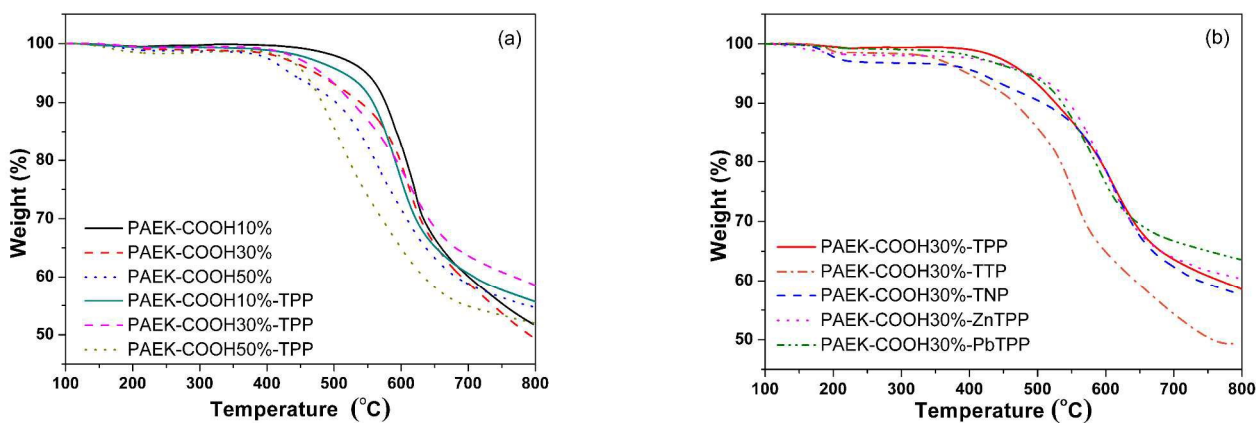 (a)
100
90
80
70
60
50
Weight (%)
PAEK-COOH10%
PAEK-COOH30%
PAEK-COOH50%
PAEK-COOH10%-TPP
PAEK-COOH30%-TPP
PAEK-COOH50%-TPP
100 200 300 400 500 600 700 800
Temperature (°C)
(b)
100
90
80
70
60
50
Weight (%)
PAEK-COOH30%-TPP
PAEK-COOH30%-TTP
PAEK-COOH30%-TNP
PAEK-COOH30%-ZnTPP
PAEK-COOH30%-PbTPP
100 200 300 400 500 600 700 800
Temperature (°C)